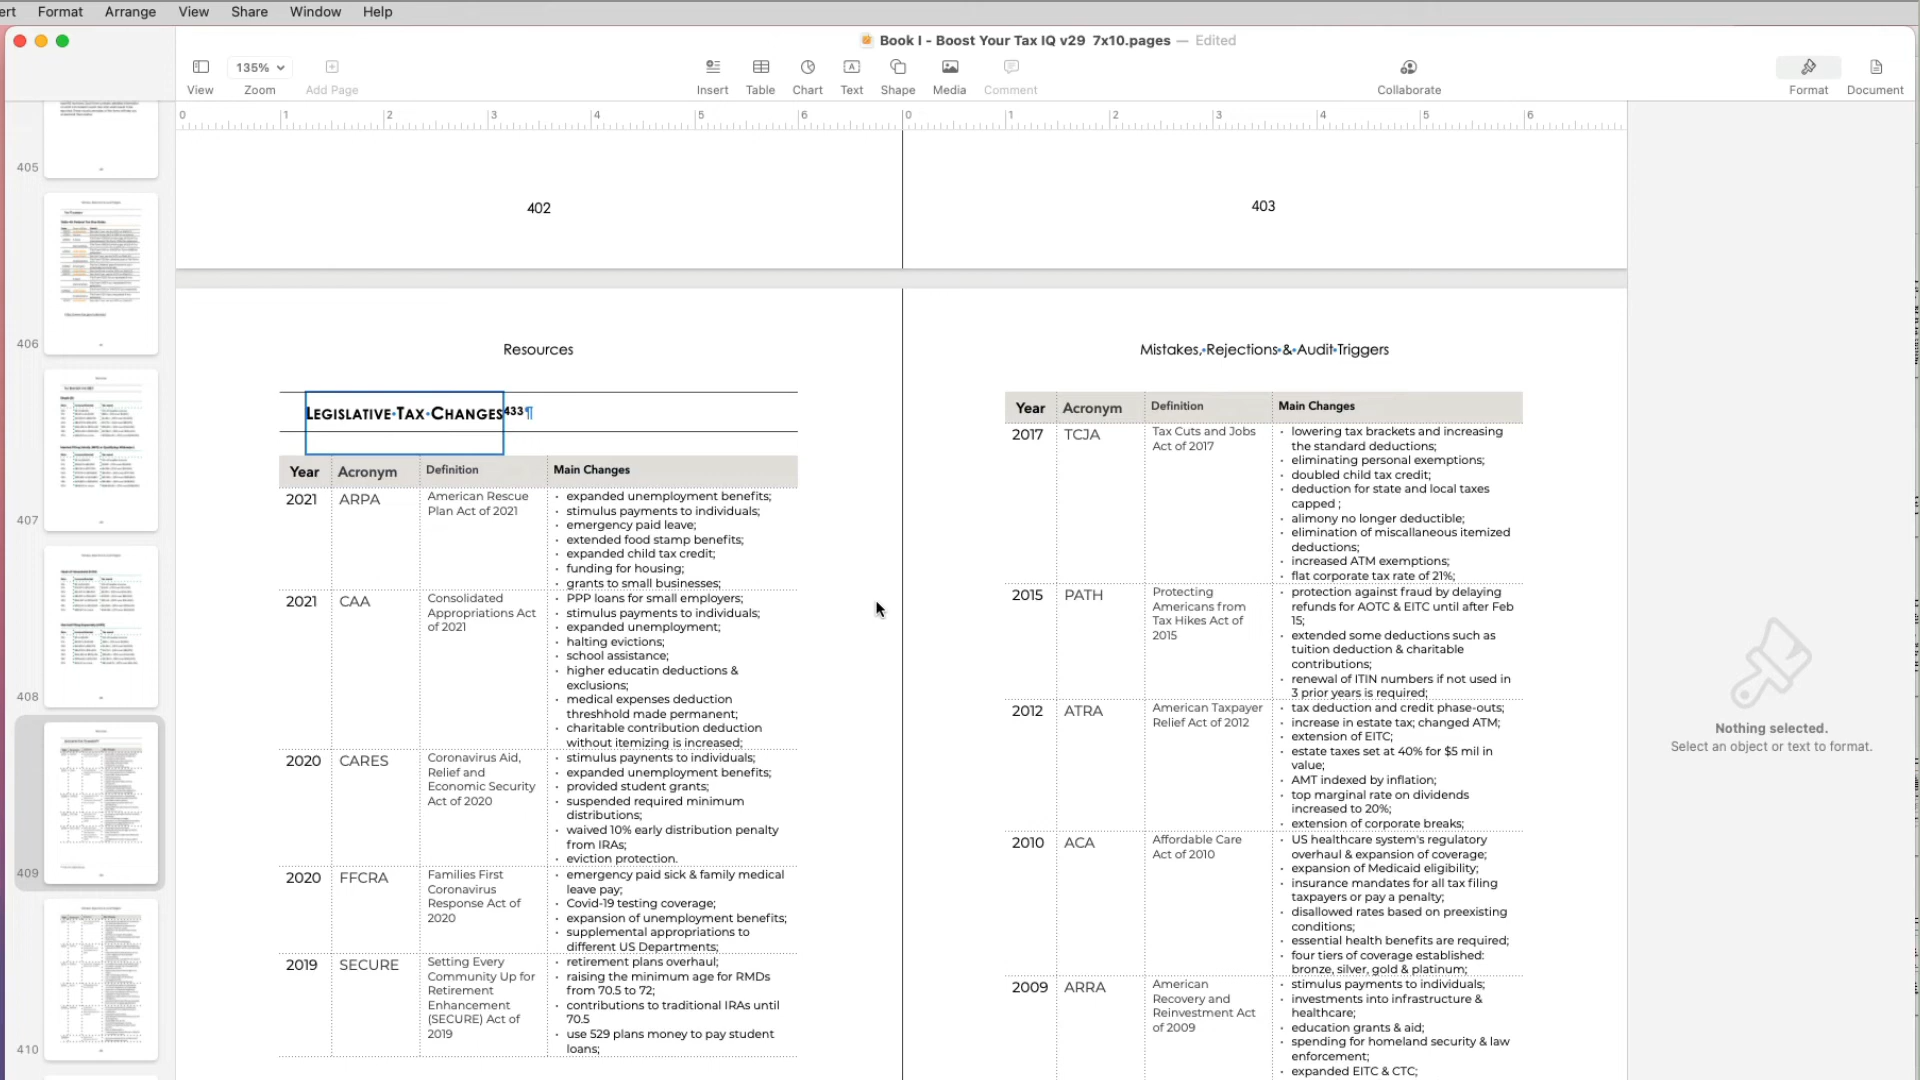 ert Format Arrange View Share Window Help
Book I - Boost Your Tax IQ v29 7x10.pages — Edited
135%
View Zoom Add Page Insert Table Chart Text Shape Media Comment Collaborate Format Document
0 1 2 3 4 5 6 0 1 2 3 4 5 6
405
406
407
408
409
410
402
403
Resources
LEGISLATIVE•TAX•CHANGES433¶
Year Acronym Definition Main Changes
2021 ARPA American Rescue
Plan Act of 2021
• expanded unemployment benefits;
• stimulus payments to individuals;
• emergency paid leave;
• extended food stamp benefits;
• expanded child tax credit;
• funding for housing;
• grants to small businesses;
2021 CAA Consolidated
Appropriations Act
of 2021
• PPP loans for small employers;
• stimulus payments to individuals;
• expanded unemployment;
• halting evictions;
• school assistance;
• higher educatin deductions &
exclusions;
• medical expenses deduction
threshhold made permanent;
• charitable contribution deduction
without itemizing is increased;
2020 CARES Coronavirus Aid,
Relief and
Economic Security
Act of 2020
• stimulus paynents to individuals;
• expanded unemployment benefits;
• provided student grants;
• suspended required minimum
distributions;
• waived 10% early distribution penalty
from IRAs;
• eviction protection.
2020 FFCRA Families First
Coronavirus
Response Act of
2020
• emergency paid sick & family medical
leave pay;
• Covid-19 testing coverage;
• expansion of unemployment benefits;
• supplemental appropriations to
different US Departments;
2019 SECURE Setting Every
Community Up for
Retirement
Enhancement
(SECURE) Act of
2019
• retirement plans overhaul;
• raising the minimum age for RMDs
from 70.5 to 72;
• contributions to traditional IRAs until
70.5
• use 529 plans money to pay student
loans;
Mistakes,•Rejections•&•Audit•Triggers
Year Acronym Definition Main Changes
2017 TCJA Tax Cuts and Jobs
Act of 2017
• lowering tax brackets and increasing
the standard deductions;
• eliminating personal exemptions;
• doubled child tax credit;
• deduction for state and local taxes
capped ;
• alimony no longer deductible;
• elimination of miscallaneous itemized
deductions;
• increased ATM exemptions;
• flat corporate tax rate of 21%;
2015 PATH Protecting
Americans from
Tax Hikes Act of
2015
• protection against fraud by delaying
refunds for AOTC & EITC until after Feb
15;
• extended some deductions such as
tuition deduction & charitable
contributions;
• renewal of ITIN numbers if not used in
3 prior years is required;
2012 ATRA American Taxpayer
Relief Act of 2012
• tax deduction and credit phase-outs;
• increase in estate tax; changed ATM;
• extension of EITC;
• estate taxes set at 40% for $5 mil in
value;
• AMT indexed by inflation;
• top marginal rate on dividends
increased to 20%;
• extension of corporate breaks;
2010 ACA Affordable Care
Act of 2010
• US healthcare system's regulatory
overhaul & expansion of coverage;
• expansion of Medicaid eligibility;
• insurance mandates for all tax filing
taxpayers or pay a penalty;
• disallowed rates based on preexisting
conditions;
• essential health benefits are required;
• four tiers of coverage established:
bronze, silver, gold & platinum;
2009 ARRA American
Recovery and
Reinvestment Act
of 2009
• stimulus payments to individuals;
• investments into infrastructure &
healthcare;
• education grants & aid;
• spending for homeland security & law
enforcement;
• expanded EITC & CTC;
Nothing selected.
Select an object or text to format.